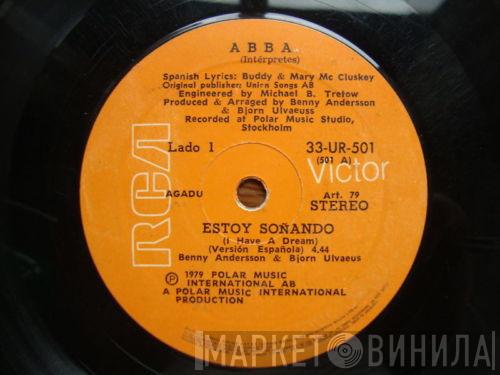 ABBA
(Intérpretes)
Spanish Lyrics: Buddy & Mary Mc Cluskey
Original publisher: Union Songs AB
Engineered by Michael B. Tretow
Produced & Arraged by Benny Andersson
& Bjorn Ulvaeuss
Recorded at Polar Music Studio,
Stockholm
Lado 1
33-UR-501
(501 A)
RCA
Victor
AGADU
Art. 79
STEREO
ESTOY SOÑANDO
(I Have A Dream)
(Versión Española) 4,44
Benny Andersson & Bjorn Ulvaeus
℗ 1979 POLAR MUSIC
INTERNATIONAL AB
A POLAR MUSIC INTERNATIONAL
PRODUCTION
МАРКЕТ ВИНИЛА!